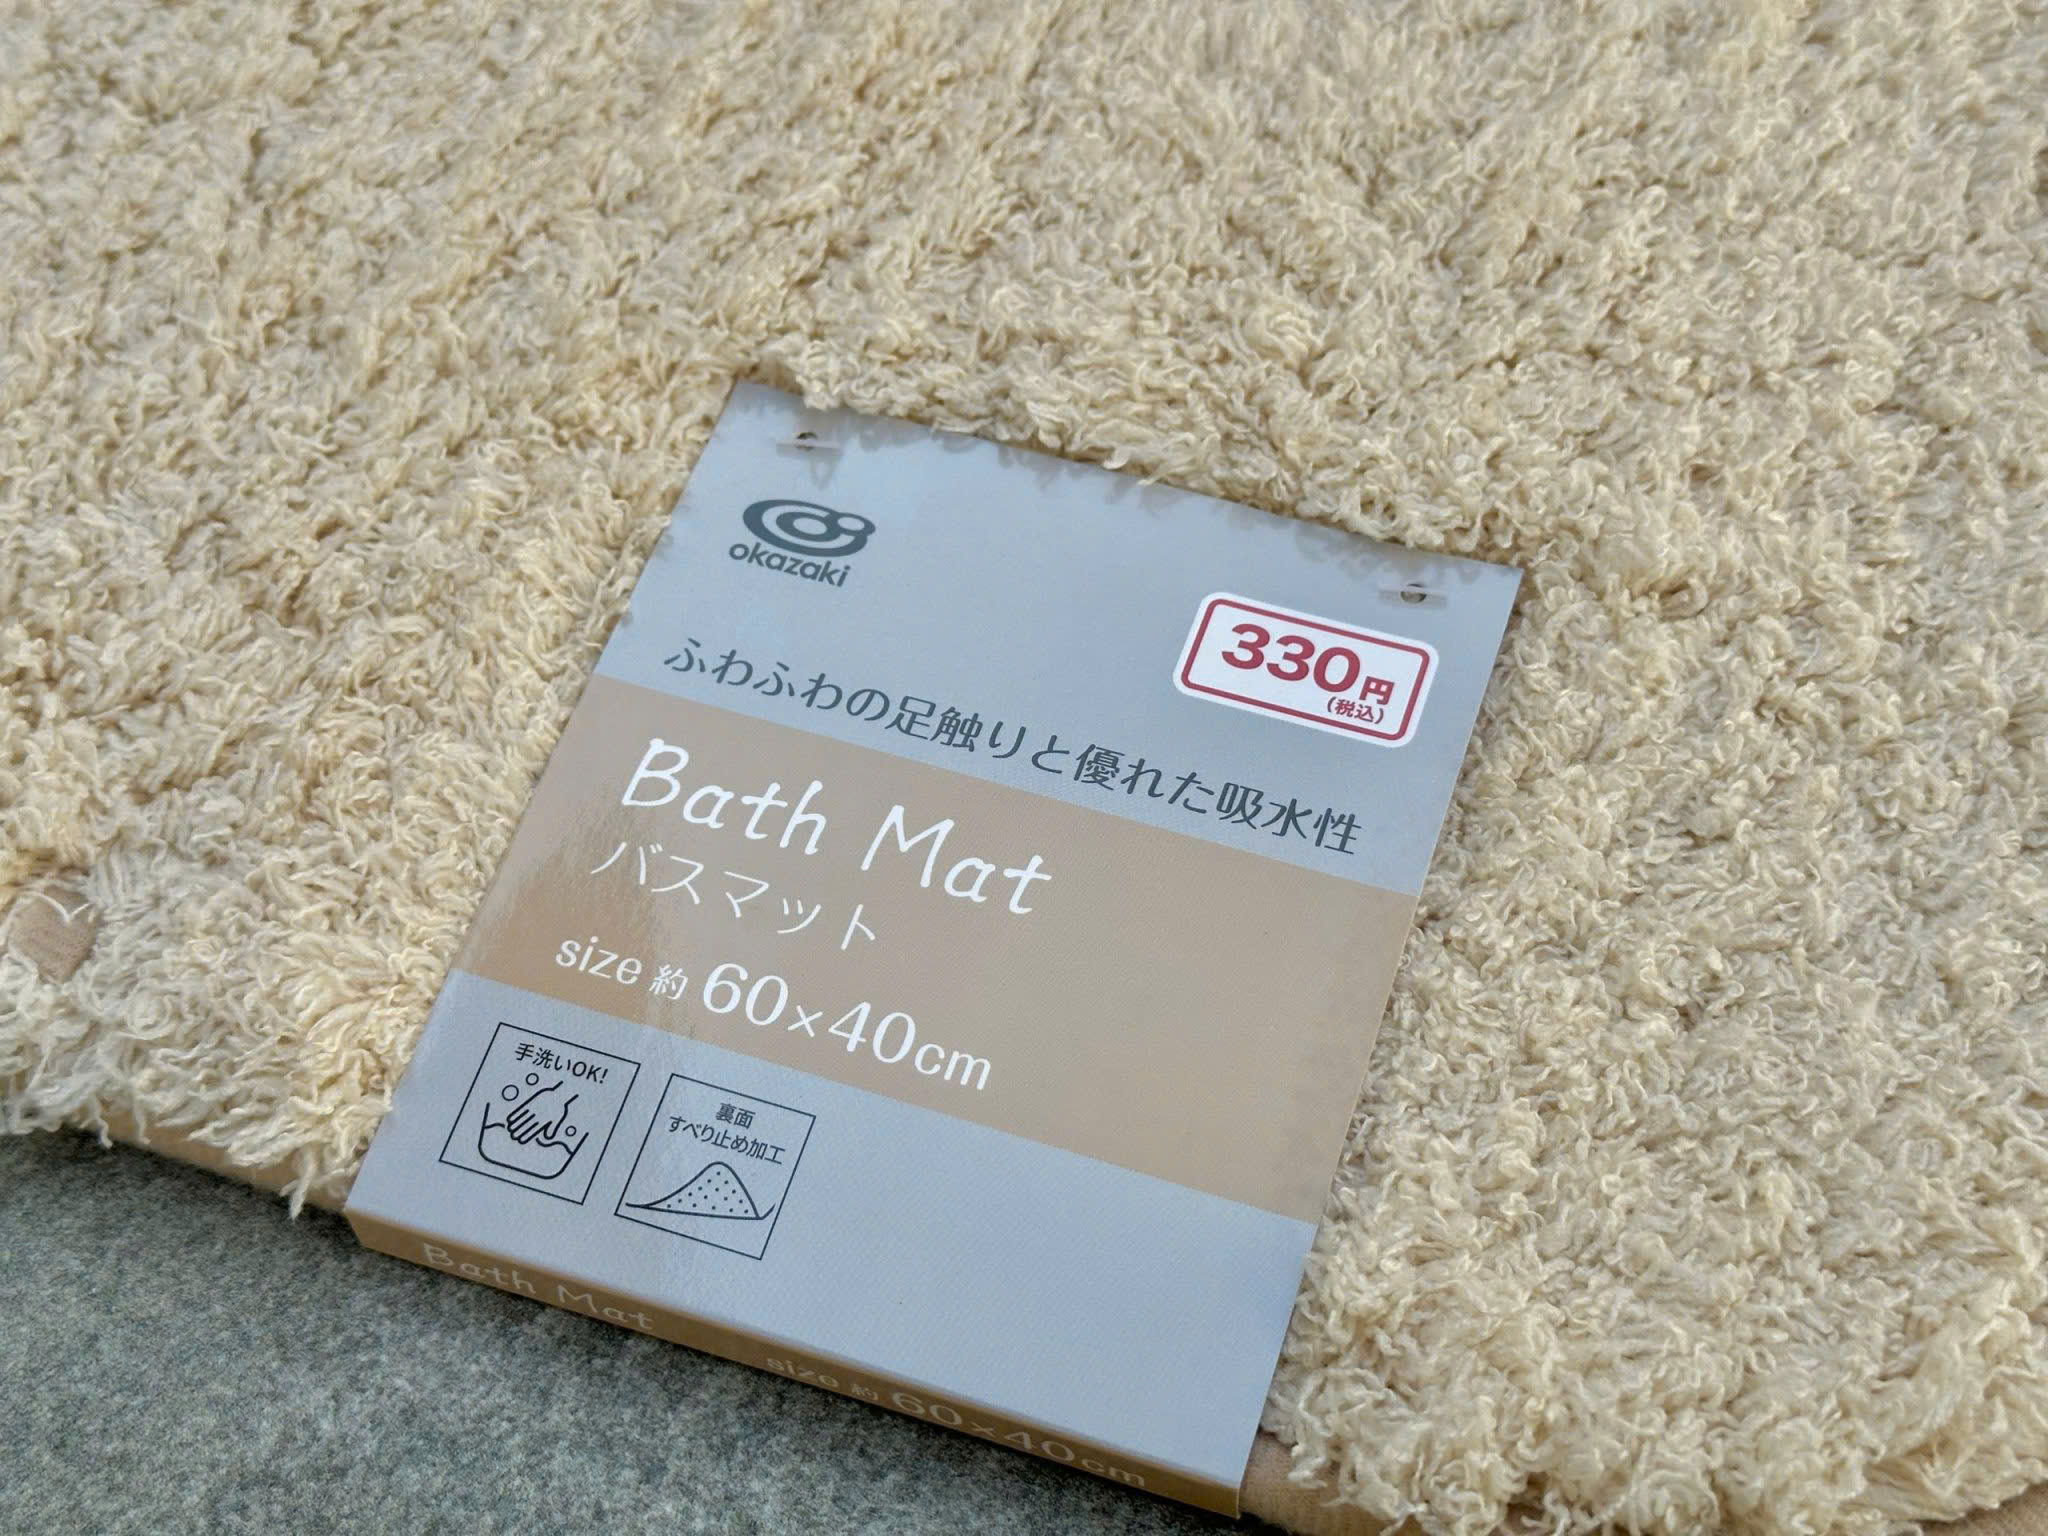 okazaki
330円
(税込)
ふわふわの足触りと優れた吸水性
Bath Mat
バスマット
size 約 60×40cm
手洗いOK!
裏面
すべり止め加工
Bath Mat size 約 60×40cm